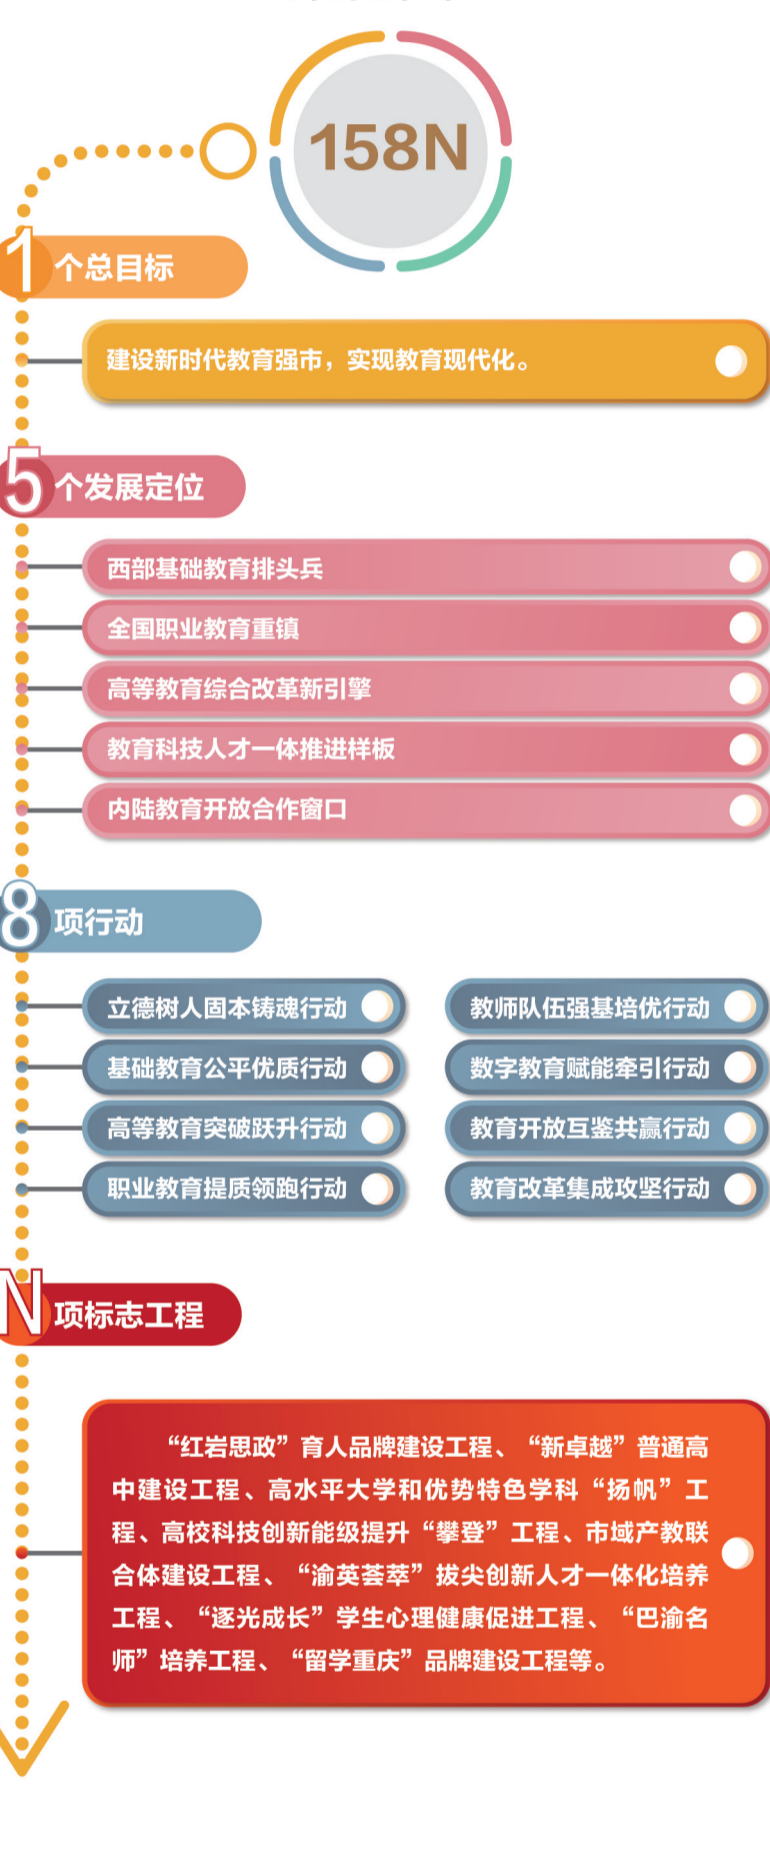 158N
1个总目标
建设新时代教育强市，实现教育现代化。
5个发展定位
西部基础教育排头兵
全国职业教育重镇
高等教育综合改革新引擎
教育科技人才一体推进样板
内陆教育开放合作窗口
8项行动
立德树人固本铸魂行动
教师队伍强基培优行动
基础教育公平优质行动
数字教育赋能牵引行动
高等教育突破跃升行动
教育开放互鉴共赢行动
职业教育提质领跑行动
教育改革集成攻坚行动
N项标志工程
“红岩思政”育人品牌建设工程、“新卓越”普通高
中建设工程、高水平大学和优势特色学科“扬帆”工
程、高校科技创新能级提升“攀登”工程、市域产教联
合体建设工程、“渝英荟萃”拔尖创新人才一体化培养
工程、“逐光成长”学生心理健康促进工程、“巴渝名
师”培养工程、“留学重庆”品牌建设工程等。